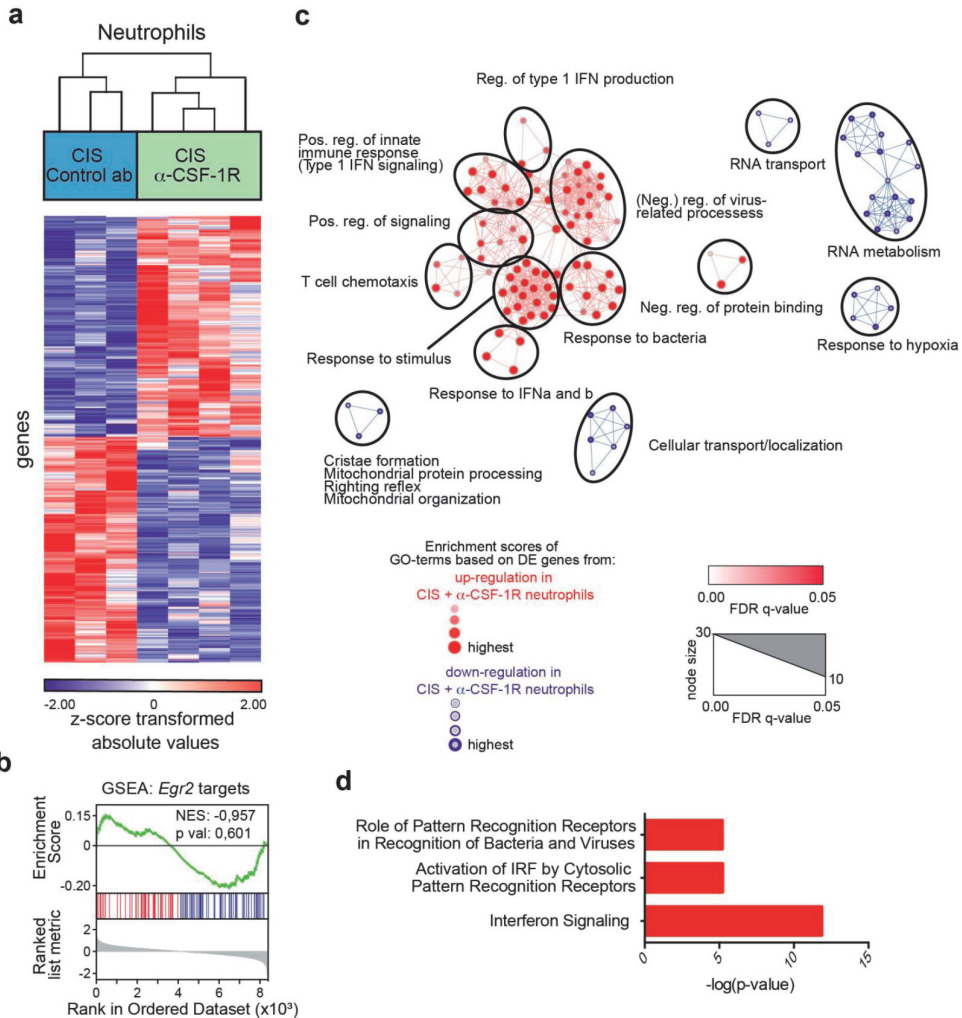 a
Neutrophils
CIS
Control ab
CIS
α-CSF-1R
genes
-2.00
0
2.00
z-score transformed
absolute values
b
GSEA: Egr2 targets
NES: -0,957
p val: 0,601
Enrichment
Score
0.15
0
-0.20
Ranked
list metric
2
0
-2
0
2
4
6
8
Rank in Ordered Dataset (x10³)
c
Reg. of type 1 IFN production
Pos. reg. of innate
immune response
(Type 1 IFN signaling)
Pos. reg. of signaling
T cell chemotaxis
Response to stimulus
Response to IFNa and b
Response to bacteria
(Neg.) reg. of virus-
related processess
RNA transport
RNA metabolism
Neg. reg. of protein binding
Response to hypoxia
Cristae formation
Mitochondrial protein processing
Righting reflex
Mitochondrial organization
Cellular transport/localization
Enrichment scores of
GO-terms based on DE genes from:
up-regulation in
CIS + α-CSF-1R neutrophils
highest
down-regulation in
CIS + α-CSF-1R neutrophils
highest
0.00
0.05
FDR q-value
30
10
node size
0.00
0.05
FDR q-value
d
Role of Pattern Recognition Receptors
in Recognition of Bacteria and Viruses
Activation of IRF by Cytosolic
Pattern Recognition Receptors
Interferon Signaling
0
5
10
15
-log(p-value)